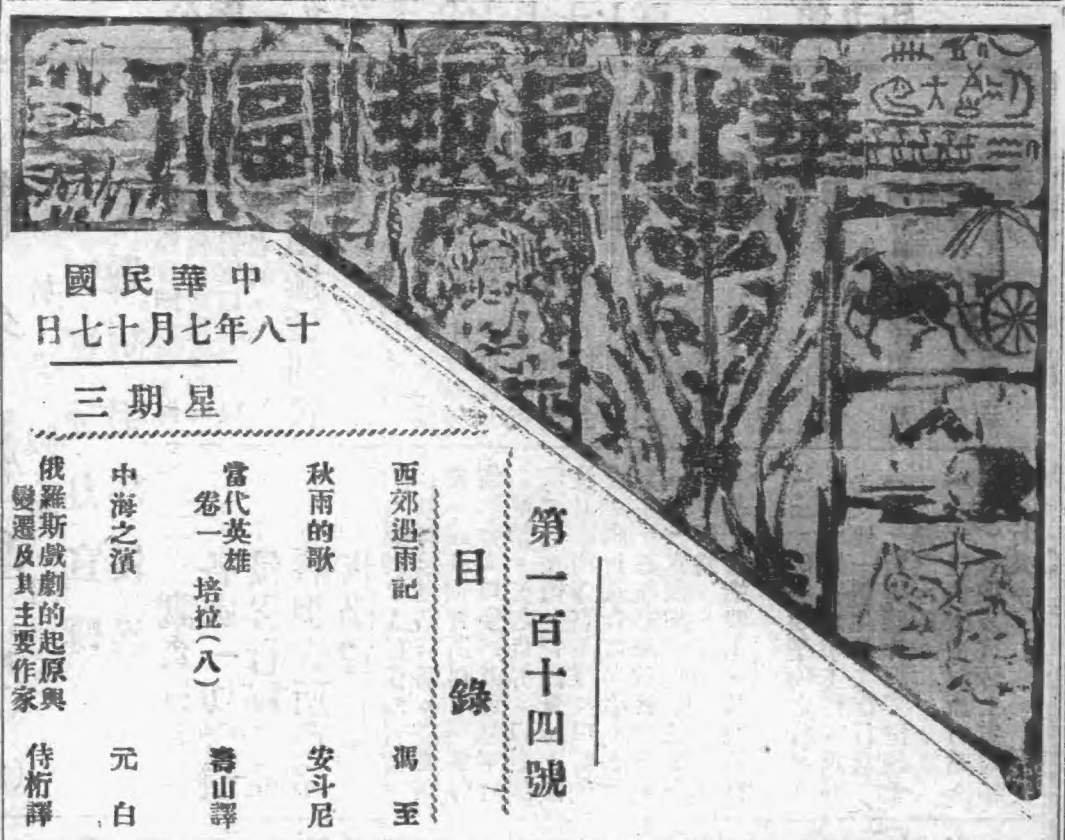 華北日報副刊
中華民國
十八年七月十七日
星期三
第一百十四號
目錄
西郊遇雨記　馮至
秋雨的歌　安斗尼
當代英雄
卷一　培拉（八）　壽山譯
中海之濱　元白
俄羅斯戲劇的起原與
變遷及其主要作家　侍桁譯